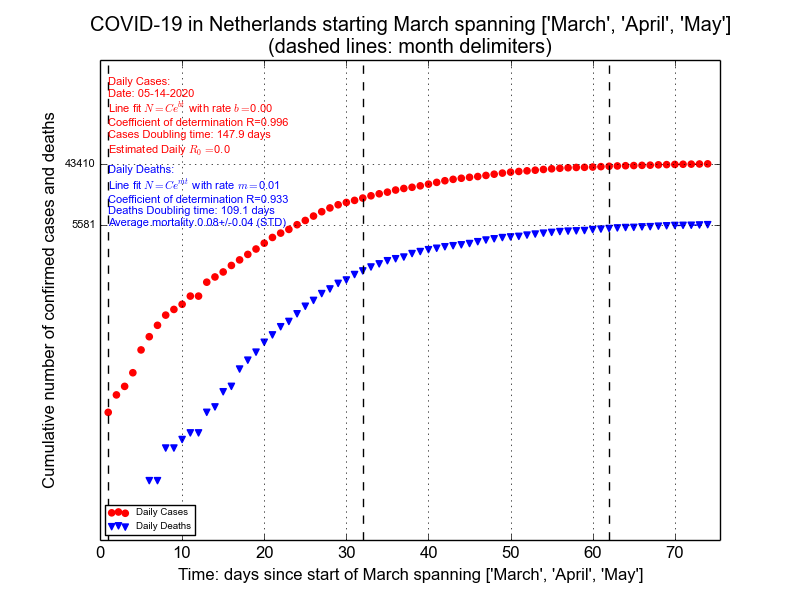 COVID-19 in Netherlands starting March spanning ['March', 'April', 'May']
(dashed lines: month delimiters)
Daily Cases:
Date: 05-14-2020
Line fit N=Ce^{bt} with rate b=0.00
Coefficient of determination R=0.996
Cases Doubling time: 147.9 days
Estimated Daily R₀=0.0
Daily Deaths:
Line fit N=Ce^{mt} with rate m=0.01
Coefficient of determination R=0.933
Deaths Doubling time: 109.1 days
Average mortality 0.08+/-0.04 (STD)
43410
5581
Cumulative number of confirmed cases and deaths
Daily Cases
Daily Deaths
0 10 20 30 40 50 60 70
Time: days since start of March spanning ['March', 'April', 'May']